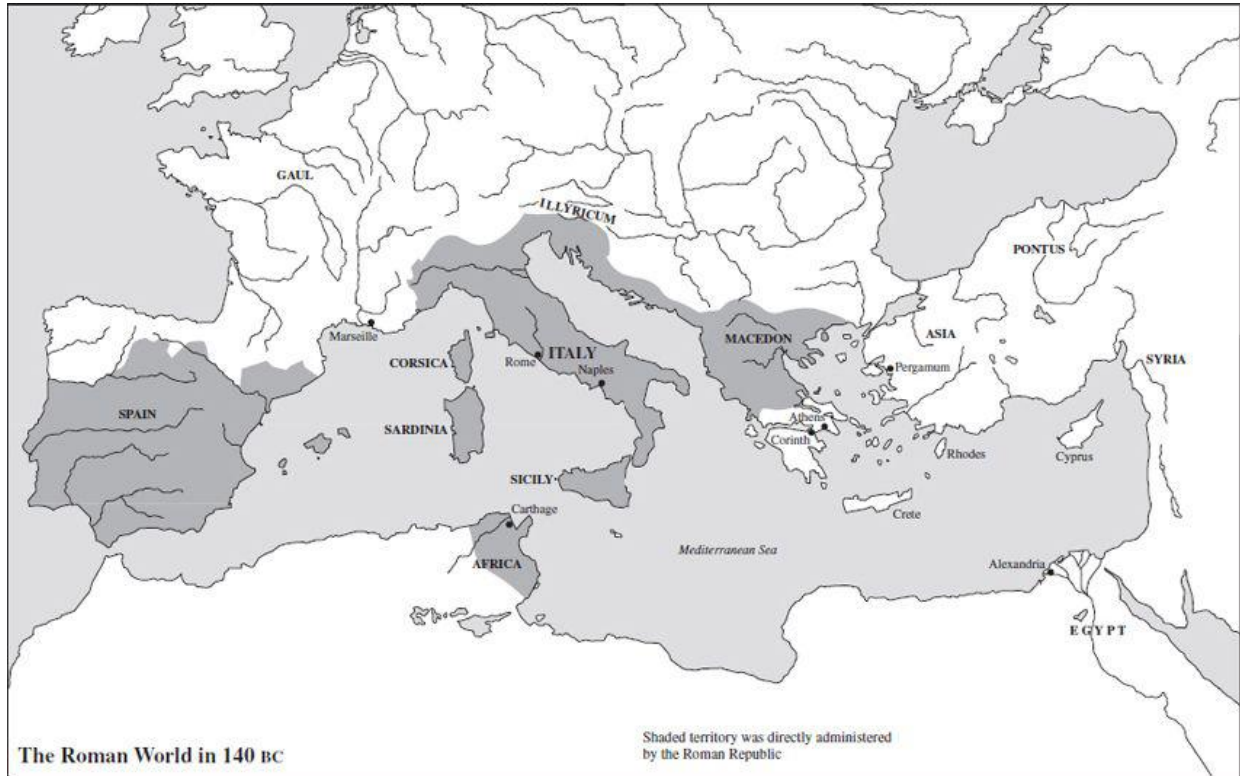 GAUL
ILLYRICUM
PONTUS
Marseille
CORSICA
Rome
ITALY
MACEDON
ASIA
SYRIA
Naples
Pergamum
SPAIN
SARDINIA
Athens
Corinth
Rhodes
Cyprus
SICILY
Carthage
Crete
Mediterranean Sea
AFRICA
Alexandria
EGYPT
Shaded territory was directly administered
by the Roman Republic
The Roman World in 140 BC